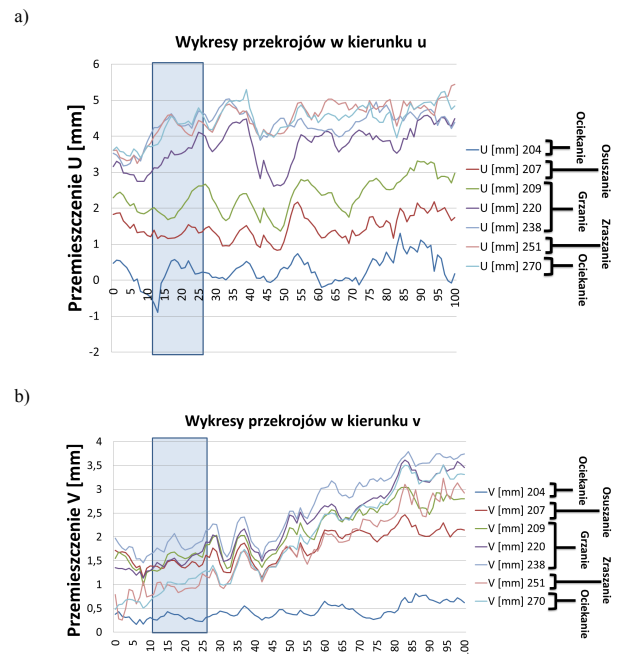 a)
Wykresy przekrojów w kierunku u
Przemieszczenie U [mm]
6
5
4
3
2
1
0
-1
-2
0
5
10
15
20
25
30
35
40
45
50
55
60
65
70
75
80
85
90
95
100
U [mm] 204
U [mm] 207
U [mm] 209
U [mm] 220
U [mm] 238
U [mm] 251
U [mm] 270
Ociekanie
Osuszanie
Grzanie
Zraszanie
Ociekanie
b)
Wykresy przekrojów w kierunku v
Przemieszczenie V [mm]
4
3,5
3
2,5
2
1,5
1
0,5
0
0
5
10
15
20
25
30
35
40
45
50
55
60
65
70
75
80
85
90
95
100
V [mm] 204
V [mm] 207
V [mm] 209
V [mm] 220
V [mm] 238
V [mm] 251
V [mm] 270
Ociekanie
Osuszanie
Grzanie
Zraszanie
Ociekanie